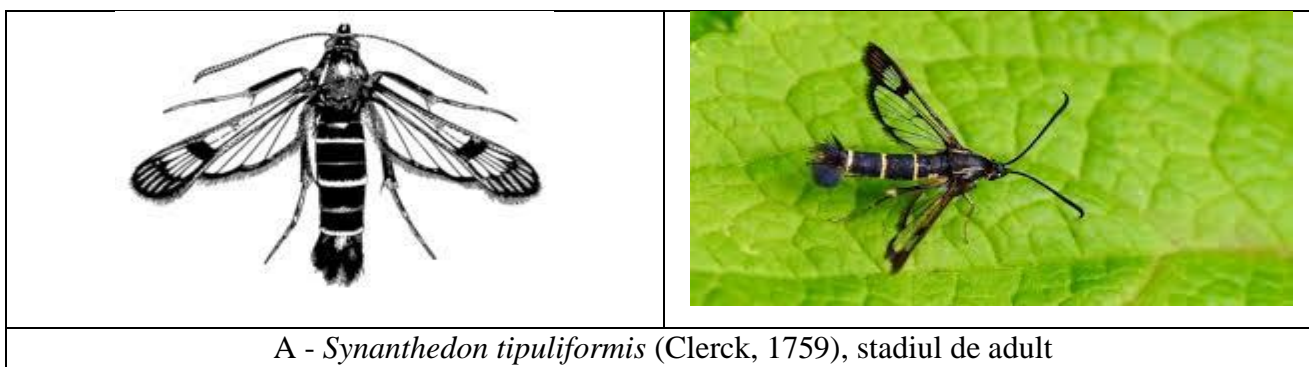 A - Synanthedon tipuliformis (Clerck, 1759), stadiul de adult